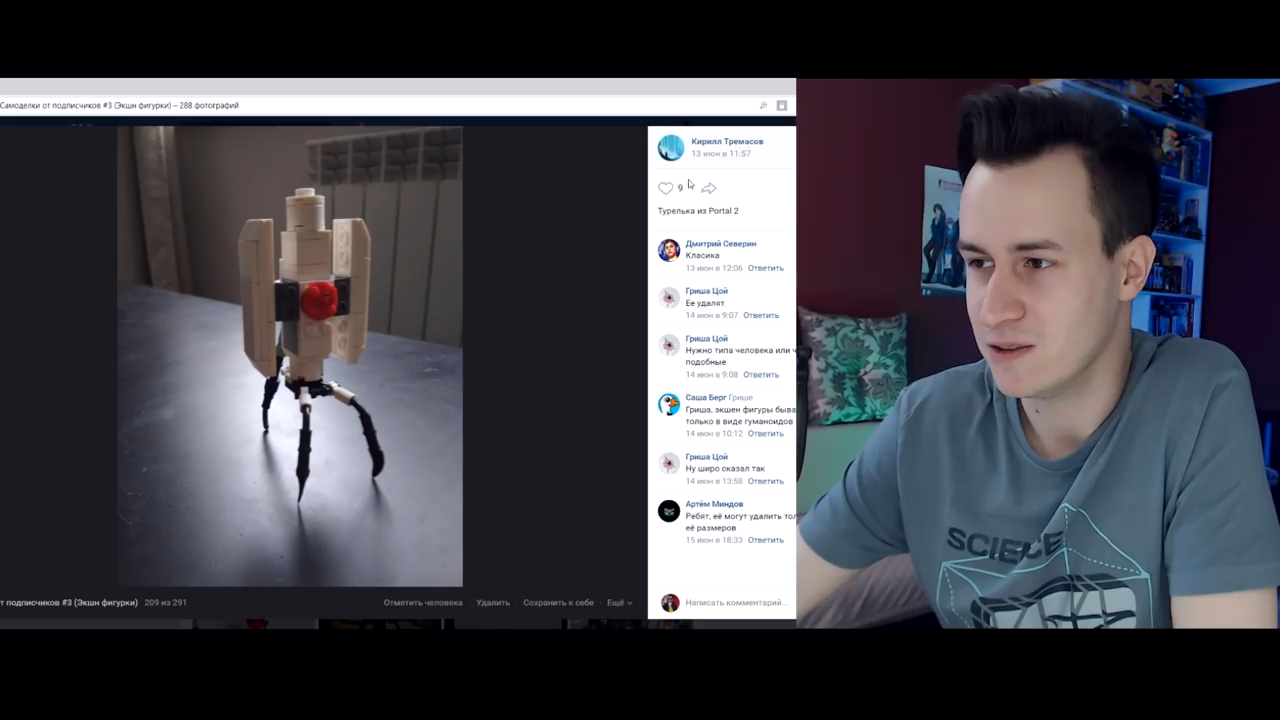 Самоделки от подписчиков #3 (Экшн фигурки) – 288 фотографий
Кирилл Тремасов
13 июн в 11:57
9
Турелька из Portal 2
Дмитрий Северин
Класика
13 июн в 12:06 Ответить
Гриша Цой
Ее удалят
14 июн в 9:07 Ответить
Гриша Цой
Нужно типа человека или ч
подобные
14 июн в 9:08 Ответить
Саша Берг Грише
Гриша, экшен фигуры быва
только в виде гуманоидов
14 июн в 10:12 Ответить
Гриша Цой
Ну широ сказал так
14 июн в 13:58 Ответить
Артём Миндов
Ребят, её могут удалить тол
её размеров
15 июн в 18:33 Ответить
т подписчиков #3 (Экшн фигурки) 209 из 291
Отметить человека · Удалить · Сохранить к себе · Ещё
Написать комментарий...
SCIENCE